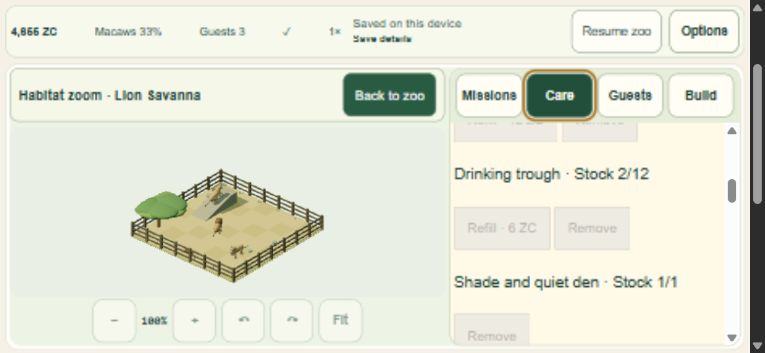 4,866 ZC Macaws 33% Guests 3 ✓ 1× Saved on this device
Save details
Resume zoo
Options
Habitat zoom - Lion Savanna
Back to zoo
Missions
Care
Guests
Build
Remove
Drinking trough · Stock 2/12
Refill · 6 ZC
Remove
Shade and quiet den · Stock 1/1
Remove
− 100% + ↶ ↷ Fit